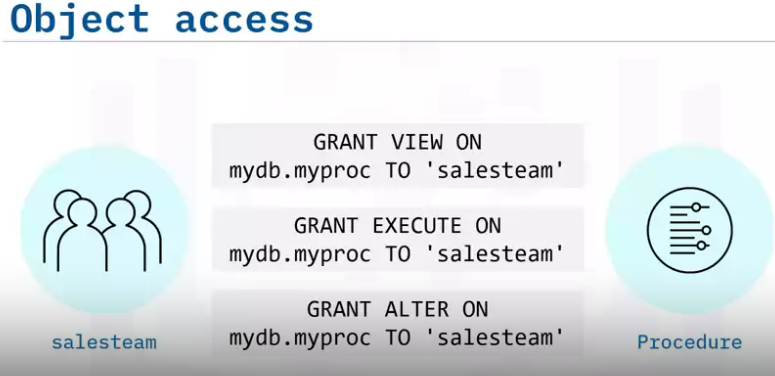 Object access
GRANT VIEW ON
mydb.myproc TO 'salesteam'
GRANT EXECUTE ON
mydb.myproc TO 'salesteam'
GRANT ALTER ON
mydb.myproc TO 'salesteam'
salesteam
Procedure